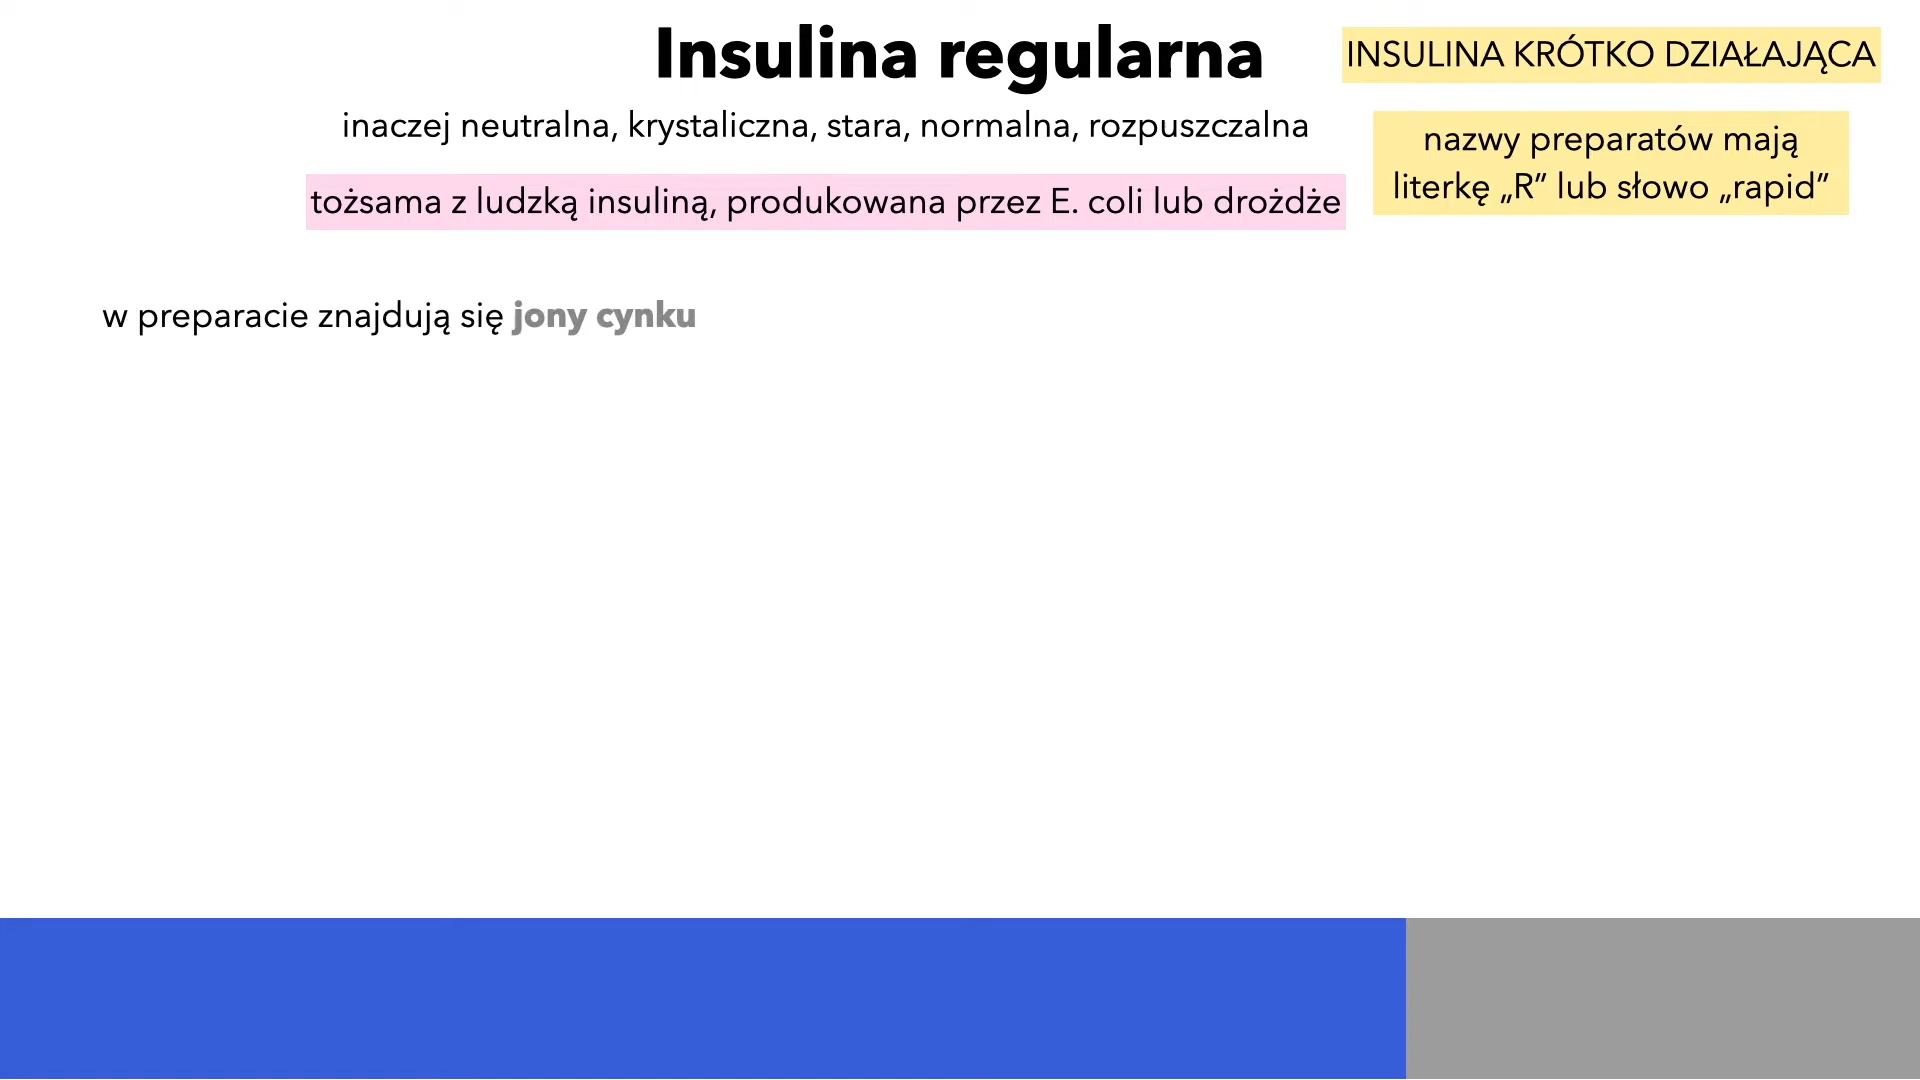 Insulina regularna
INSULINA KRÓTKO DZIAŁAJĄCA
inaczej neutralna, krystaliczna, stara, normalna, rozpuszczalna
nazwy preparatów mają
literkę „R” lub słowo „rapid”
tożsama z ludzką insuliną, produkowana przez E. coli lub drożdże
w preparacie znajdują się jony cynku